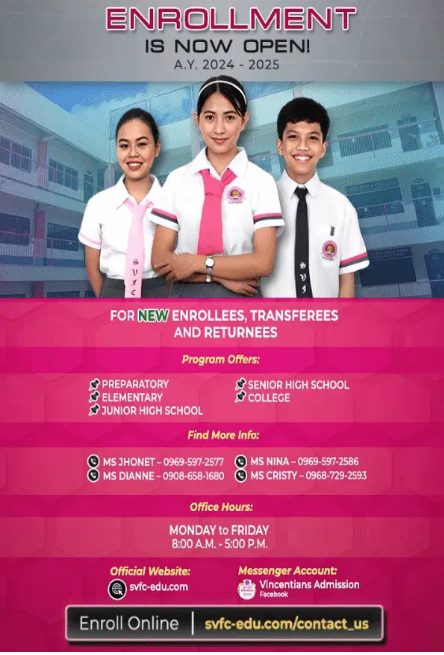 ENROLLMENT
IS NOW OPEN!
A.Y. 2024 - 2025
SVFC
SVFC
FOR NEW ENROLLEES, TRANSFEREES
AND RETURNEES
Program Offers:
PREPARATORY
ELEMENTARY
JUNIOR HIGH SCHOOL
SENIOR HIGH SCHOOL
COLLEGE
Find More Info:
MS JHONET – 0969-597-2577
MS DIANNE – 0908-658-1680
MS NINA – 0969-597-2586
MS CRISTY – 0968-729-2593
Office Hours:
MONDAY to FRIDAY
8:00 A.M. - 5:00 P.M.
Official Website:
svfc-edu.com
Messenger Account:
Vincentians Admission
Facebook
Enroll Online | svfc-edu.com/contact_us